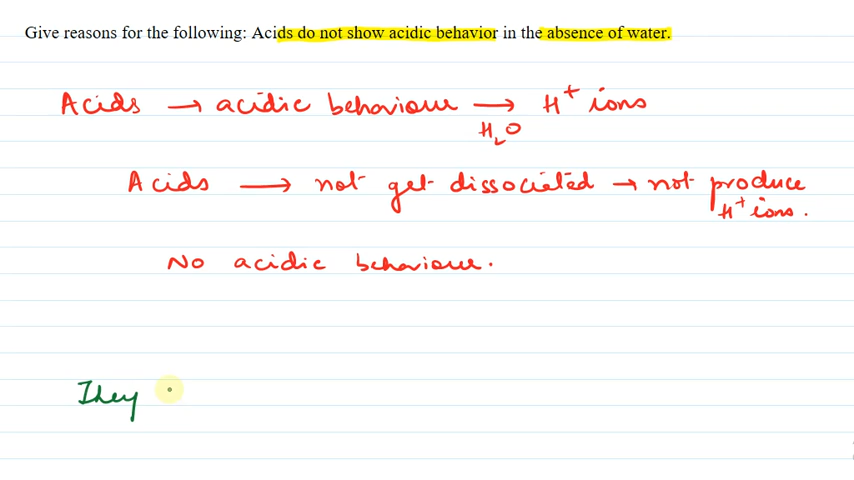 Give reasons for the following: Acids do not show acidic behavior in the absence of water.
Acids → acidic behaviour → H⁺ ions
H₂O
Acids → not get dissociated → not produce
H⁺ ions.
No acidic behaviour.
They